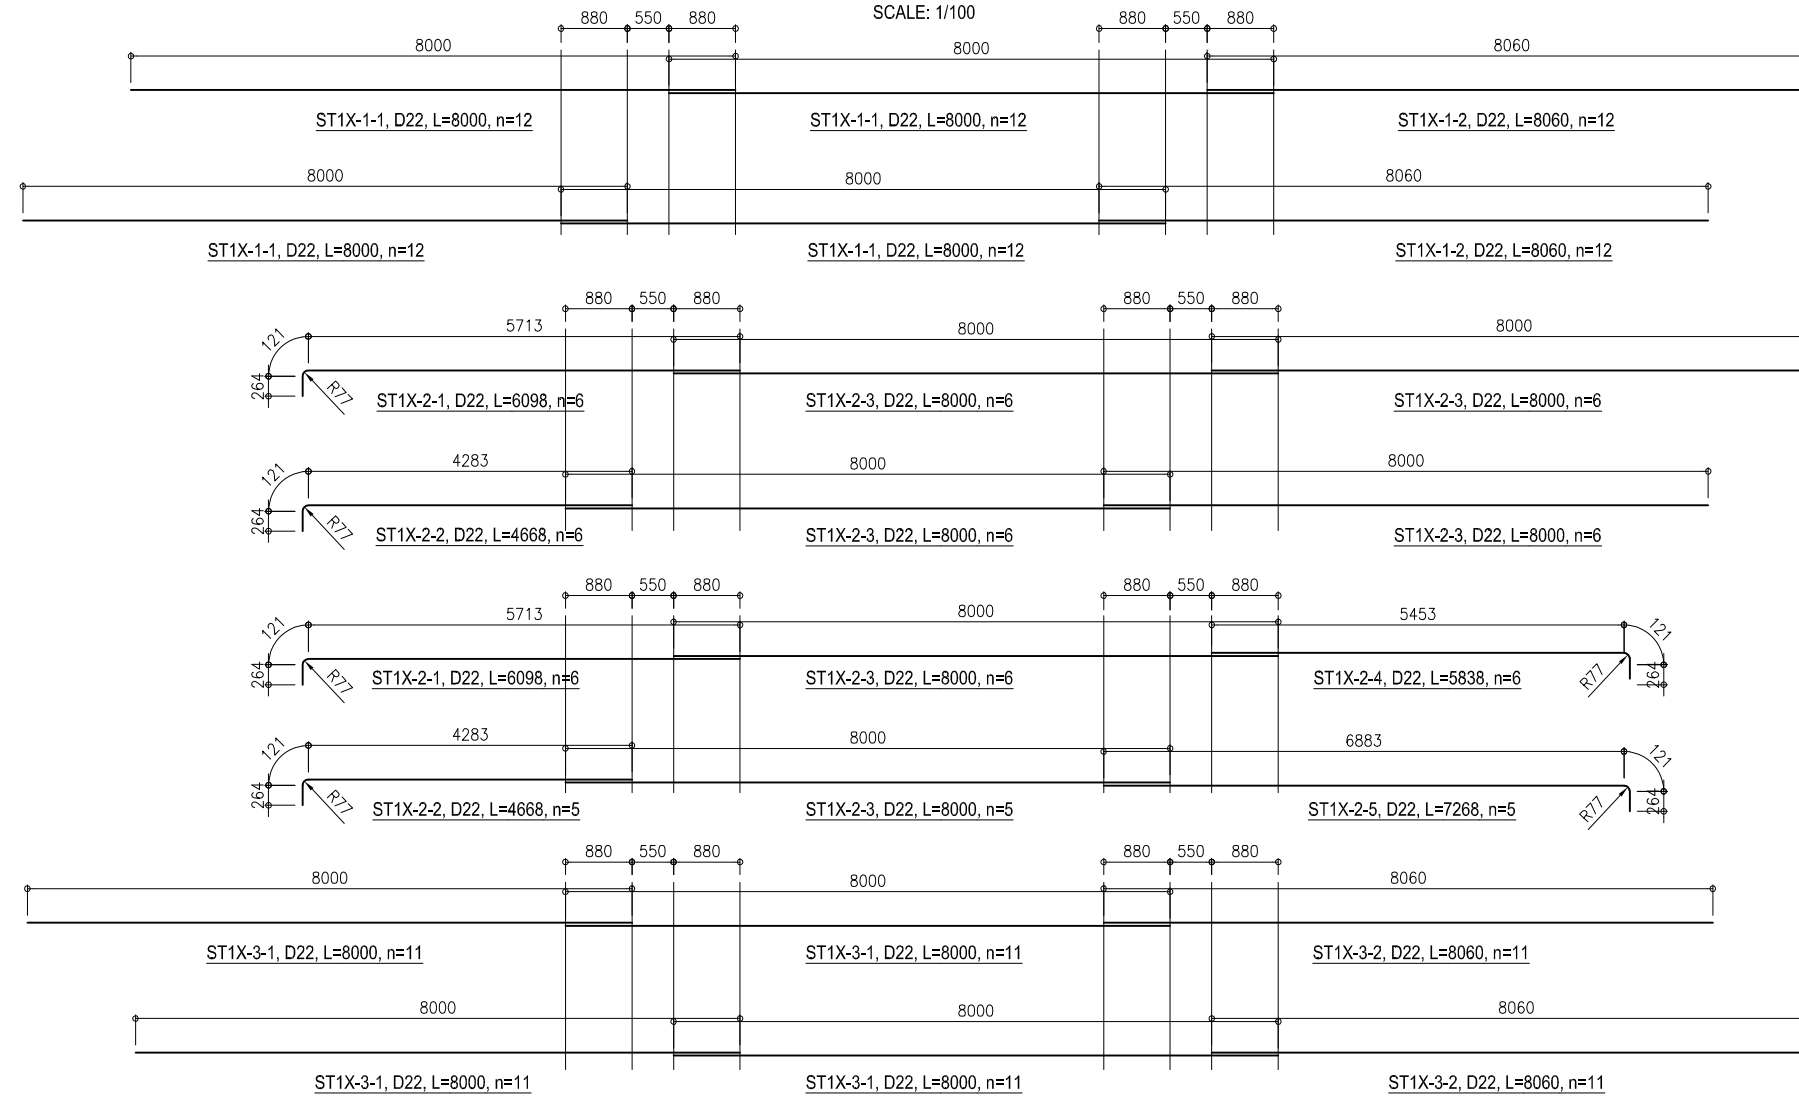 SCALE: 1/100
880 550 880 880 550 880
8000 8000 8060
ST1X-1-1, D22, L=8000, n=12 ST1X-1-1, D22, L=8000, n=12 ST1X-1-2, D22, L=8060, n=12
8000 8000 8060
ST1X-1-1, D22, L=8000, n=12 ST1X-1-1, D22, L=8000, n=12 ST1X-1-2, D22, L=8060, n=12
880 550 880 880 550 880
121 5713 8000 8000
264 R77 ST1X-2-1, D22, L=6098, n=6 ST1X-2-3, D22, L=8000, n=6 ST1X-2-3, D22, L=8000, n=6
121 4283 8000 8000
264 R77 ST1X-2-2, D22, L=4668, n=6 ST1X-2-3, D22, L=8000, n=6 ST1X-2-3, D22, L=8000, n=6
880 550 880 880 550 880
121 5713 8000 5453 121
264 R77 ST1X-2-1, D22, L=6098, n=6 ST1X-2-3, D22, L=8000, n=6 ST1X-2-4, D22, L=5838, n=6 R77 264
121 4283 8000 6883 121
264 R77 ST1X-2-2, D22, L=4668, n=5 ST1X-2-3, D22, L=8000, n=5 ST1X-2-5, D22, L=7268, n=5 R77 264
880 550 880 880 550 880
8000 8000 8060
ST1X-3-1, D22, L=8000, n=11 ST1X-3-1, D22, L=8000, n=11 ST1X-3-2, D22, L=8060, n=11
8000 8000 8060
ST1X-3-1, D22, L=8000, n=11 ST1X-3-1, D22, L=8000, n=11 ST1X-3-2, D22, L=8060, n=11